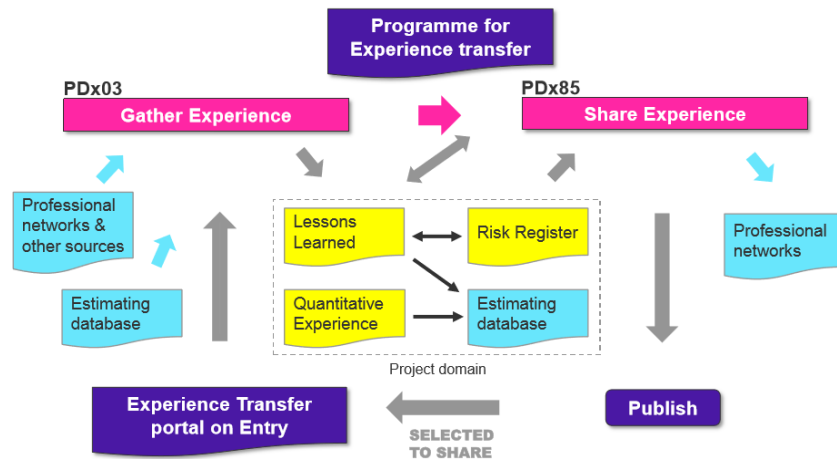 Programme for
Experience transfer
PDx03
Gather Experience
PDx85
Share Experience
Professional
networks &
other sources
Estimating
database
Lessons
Learned
Risk Register
Quantitative
Experience
Estimating
database
Professional
networks
Project domain
Experience Transfer
portal on Entry
SELECTED
TO SHARE
Publish